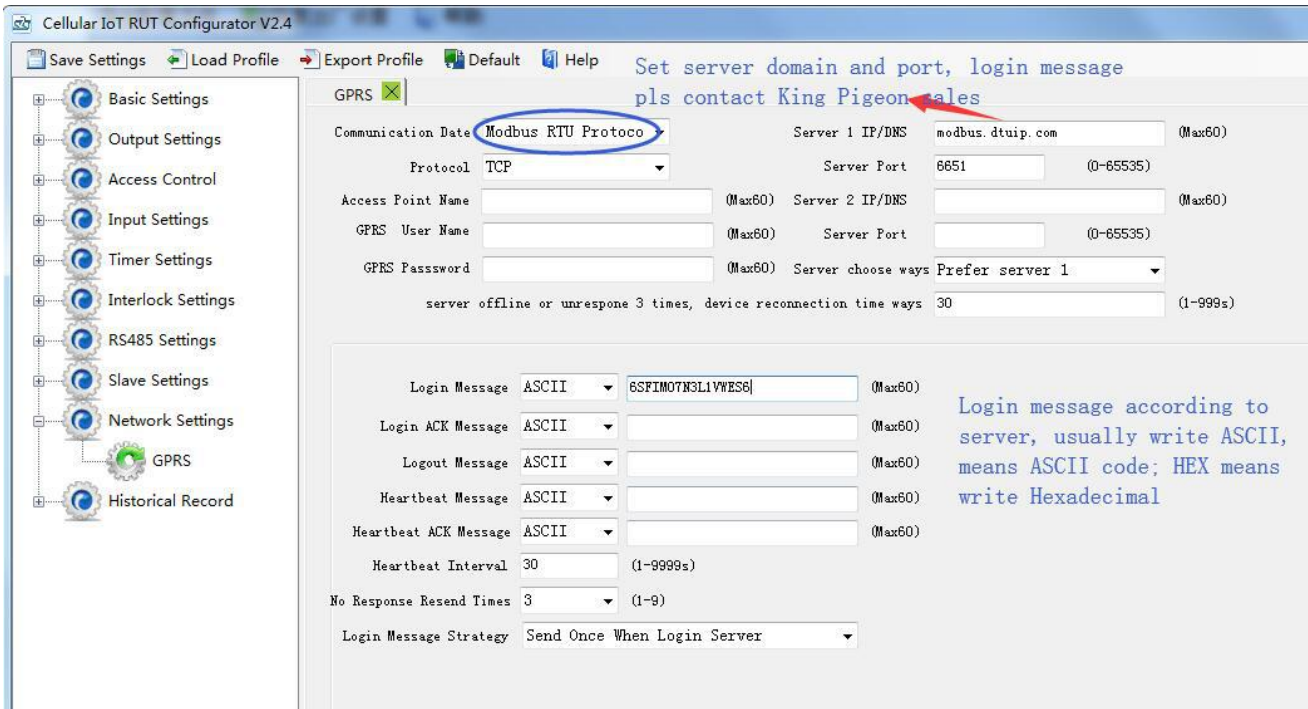 Cellular IoT RUT Configurator V2.4
Save Settings Load Profile Export Profile Default Help
Set server domain and port, login message
pls contact King Pigeon sales
Basic Settings
Output Settings
Access Control
Input Settings
Timer Settings
Interlock Settings
RS485 Settings
Slave Settings
Network Settings
GPRS
Historical Record
GPRS
Communication Date Modbus RTU Protoco Server 1 IP/DNS modbus.dtuip.com (Max60)
Protocol TCP Server Port 6651 (0-65535)
Access Point Name (Max60) Server 2 IP/DNS (Max60)
GPRS User Name (Max60) Server Port (0-65535)
GPRS Passsword (Max60) Server choose ways Prefer server 1
server offline or unrespone 3 times, device reconnection time ways 30 (1-999s)
Login Message ASCII 6SFIMO7N3L1VWES6 (Max60)
Login ACK Message ASCII (Max60)
Logout Message ASCII (Max60)
Heartbeat Message ASCII (Max60)
Heartbeat ACK Message ASCII (Max60)
Heartbeat Interval 30 (1-9999s)
No Response Resend Times 3 (1-9)
Login Message Strategy Send Once When Login Server
Login message according to
server, usually write ASCII,
means ASCII code; HEX means
write Hexadecimal